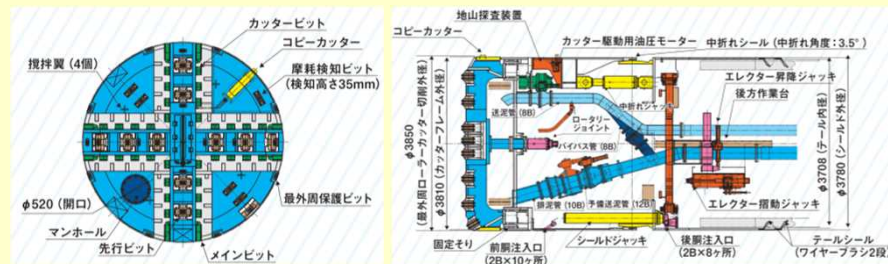 カッタービット
コピーカッター
撹拌翼 (4個)
摩耗検知ビット
(検知高さ35mm)
最外周保護ビット
φ520 (開口)
マンホール
先行ビット
メインビット
地山探査装置
コピーカッター
カッター駆動用油圧モーター
中折れシール (中折れ角度：3.5°)
エレクター昇降ジャッキ
後方作業台
中折れジャッキ
送泥管 (8B)
ロータリー
ジョイント
バイパス管 (8B)
φ3850
(最外周ローラーカッター切削外径)
φ3810 (カッターフレーム外径)
φ3708 (テール内径)
φ3780 (シールド外径)
排泥管 (10B)
予備送泥管 (12B)
エレクター摺動ジャッキ
固定そり
前胴注入口
(2B×10ヶ所)
シールドジャッキ
後胴注入口
(2B×8ヶ所)
テールシール
(ワイヤーブラシ2段)